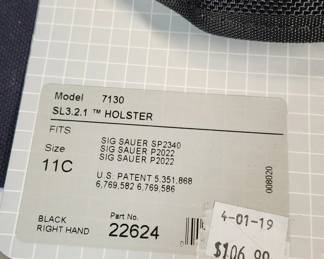 Model 7130
SL3.2.1 ™ HOLSTER
FITS
SIG SAUER SP2340
SIG SAUER P2022
SIG SAUER P2022
Size
11C
U.S. PATENT 5,351,868
6,769,582 6,769,586
008020
BLACK
RIGHT HAND
Part No.
22624
4-01-19
$106.99